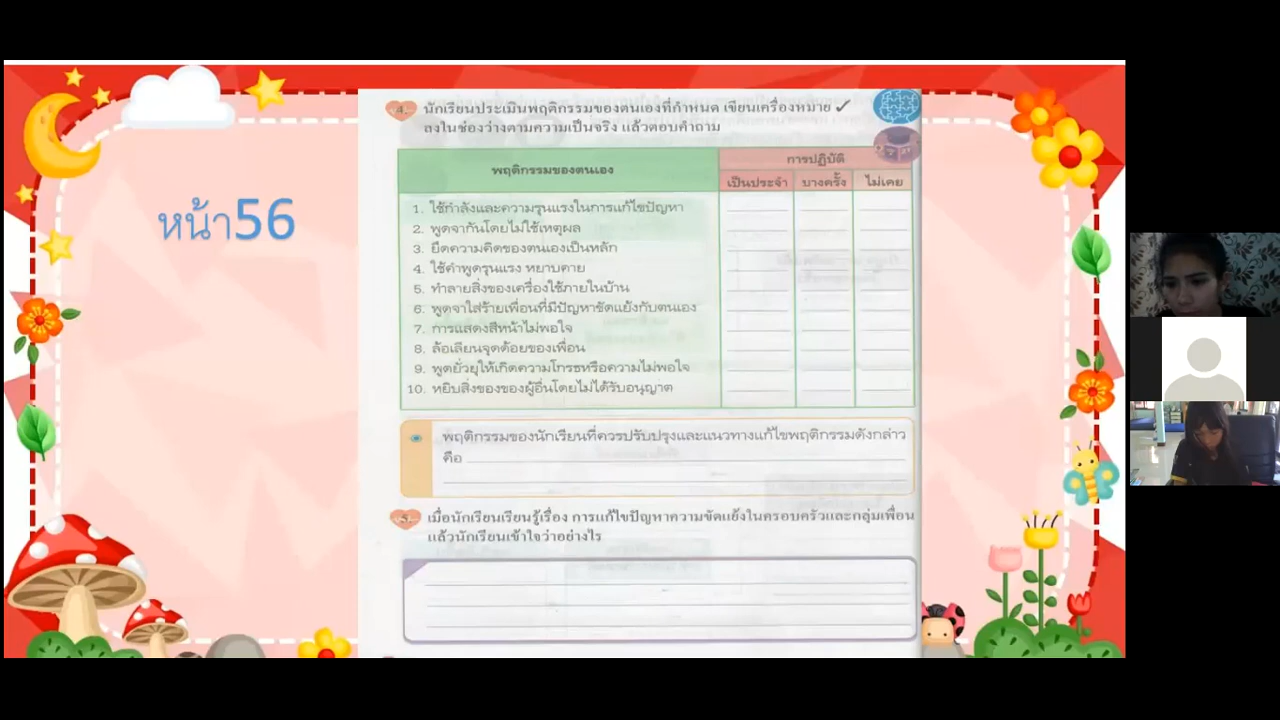 หน้า56
4. นักเรียนประเมินพฤติกรรมของตนเองที่กำหนด เขียนเครื่องหมาย ✓
ลงในช่องว่างตามความเป็นจริง แล้วตอบคำถาม
พฤติกรรมของตนเอง
การปฏิบัติ
เป็นประจำ บางครั้ง ไม่เคย
1. ใช้กำลังและความรุนแรงในการแก้ไขปัญหา
2. พูดจากันโดยไม่ใช้เหตุผล
3. ยึดความคิดของตนเองเป็นหลัก
4. ใช้คำพูดรุนแรง หยาบคาย
5. ทำลายสิ่งของเครื่องใช้ภายในบ้าน
6. พูดจาใส่ร้ายเพื่อนที่มีปัญหาขัดแย้งกับตนเอง
7. การแสดงสีหน้าไม่พอใจ
8. ล้อเลียนจุดด้อยของเพื่อน
9. พูดยั่วยุให้เกิดความโกรธหรือความไม่พอใจ
10. หยิบสิ่งของของผู้อื่นโดยไม่ได้รับอนุญาต
พฤติกรรมของนักเรียนที่ควรปรับปรุงและแนวทางแก้ไขพฤติกรรมดังกล่าว
คือ
5. เมื่อนักเรียนเรียนรู้เรื่อง การแก้ไขปัญหาความขัดแย้งในครอบครัวและกลุ่มเพื่อน
แล้วนักเรียนเข้าใจว่าอย่างไร